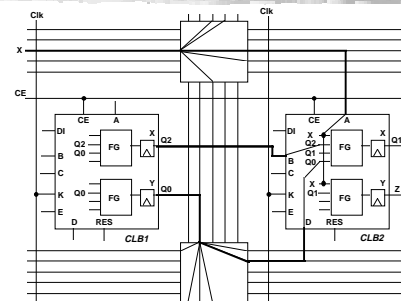 Clk Clk
X
CE
CE A CE A
DI X DI X
Q2 Q2 X Q1
Q0 FG Q2 FG
B Q1
C B Q0
C
Y X Y
Q0 FG Q0 Q1 FG Z
K K
E E
D RES D RES
CLB1 CLB2